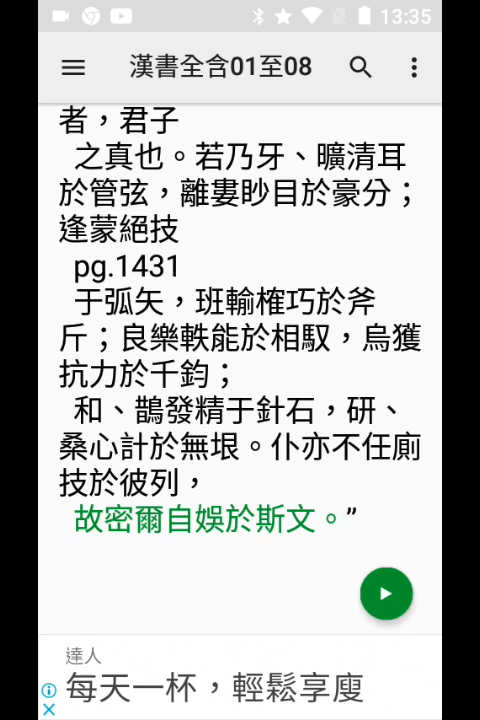 13:35
漢書全含01至08
者，君子
之真也。若乃牙、曠清耳
於管弦，離婁眇目於豪分；
逢蒙絕技
pg.1431
于弧矢，班輸榷巧於斧
斤；良樂軼能於相馭，烏獲
抗力於千鈞；
和、鵲發精于針石，研、
桑心計於無垠。仆亦不任廁
技於彼列，
故密爾自娛於斯文。”
達人
每天一杯，輕鬆享廋